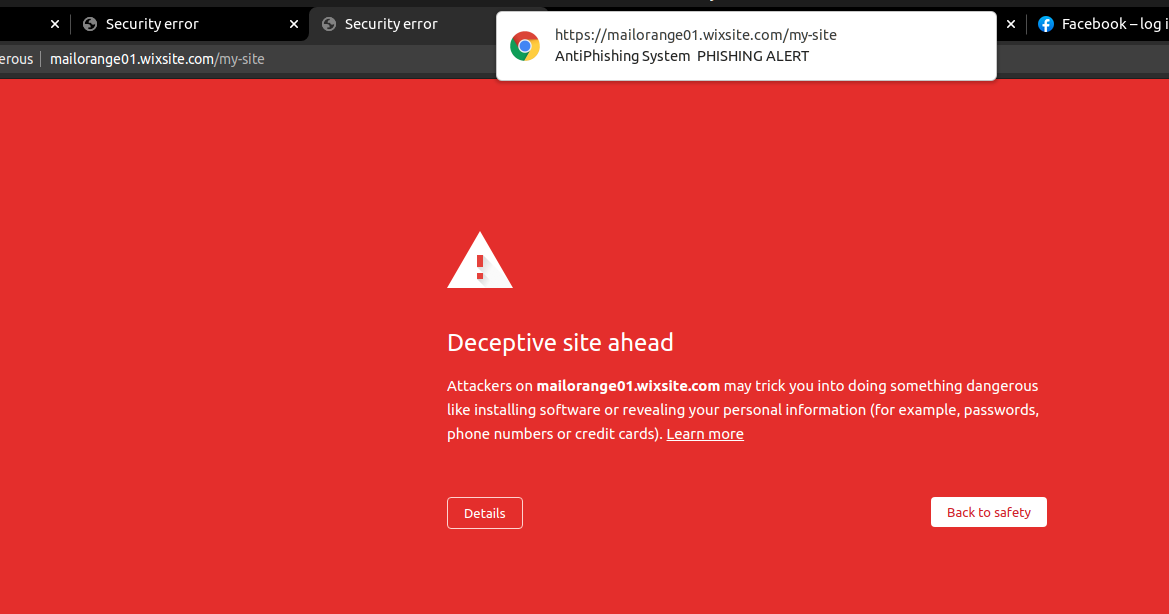 Security error
Security error
Facebook – log i
https://mailorange01.wixsite.com/my-site
AntiPhishing System PHISHING ALERT
erous
mailorange01.wixsite.com/my-site
Deceptive site ahead
Attackers on mailorange01.wixsite.com may trick you into doing something dangerous
like installing software or revealing your personal information (for example, passwords,
phone numbers or credit cards). Learn more
Details
Back to safety